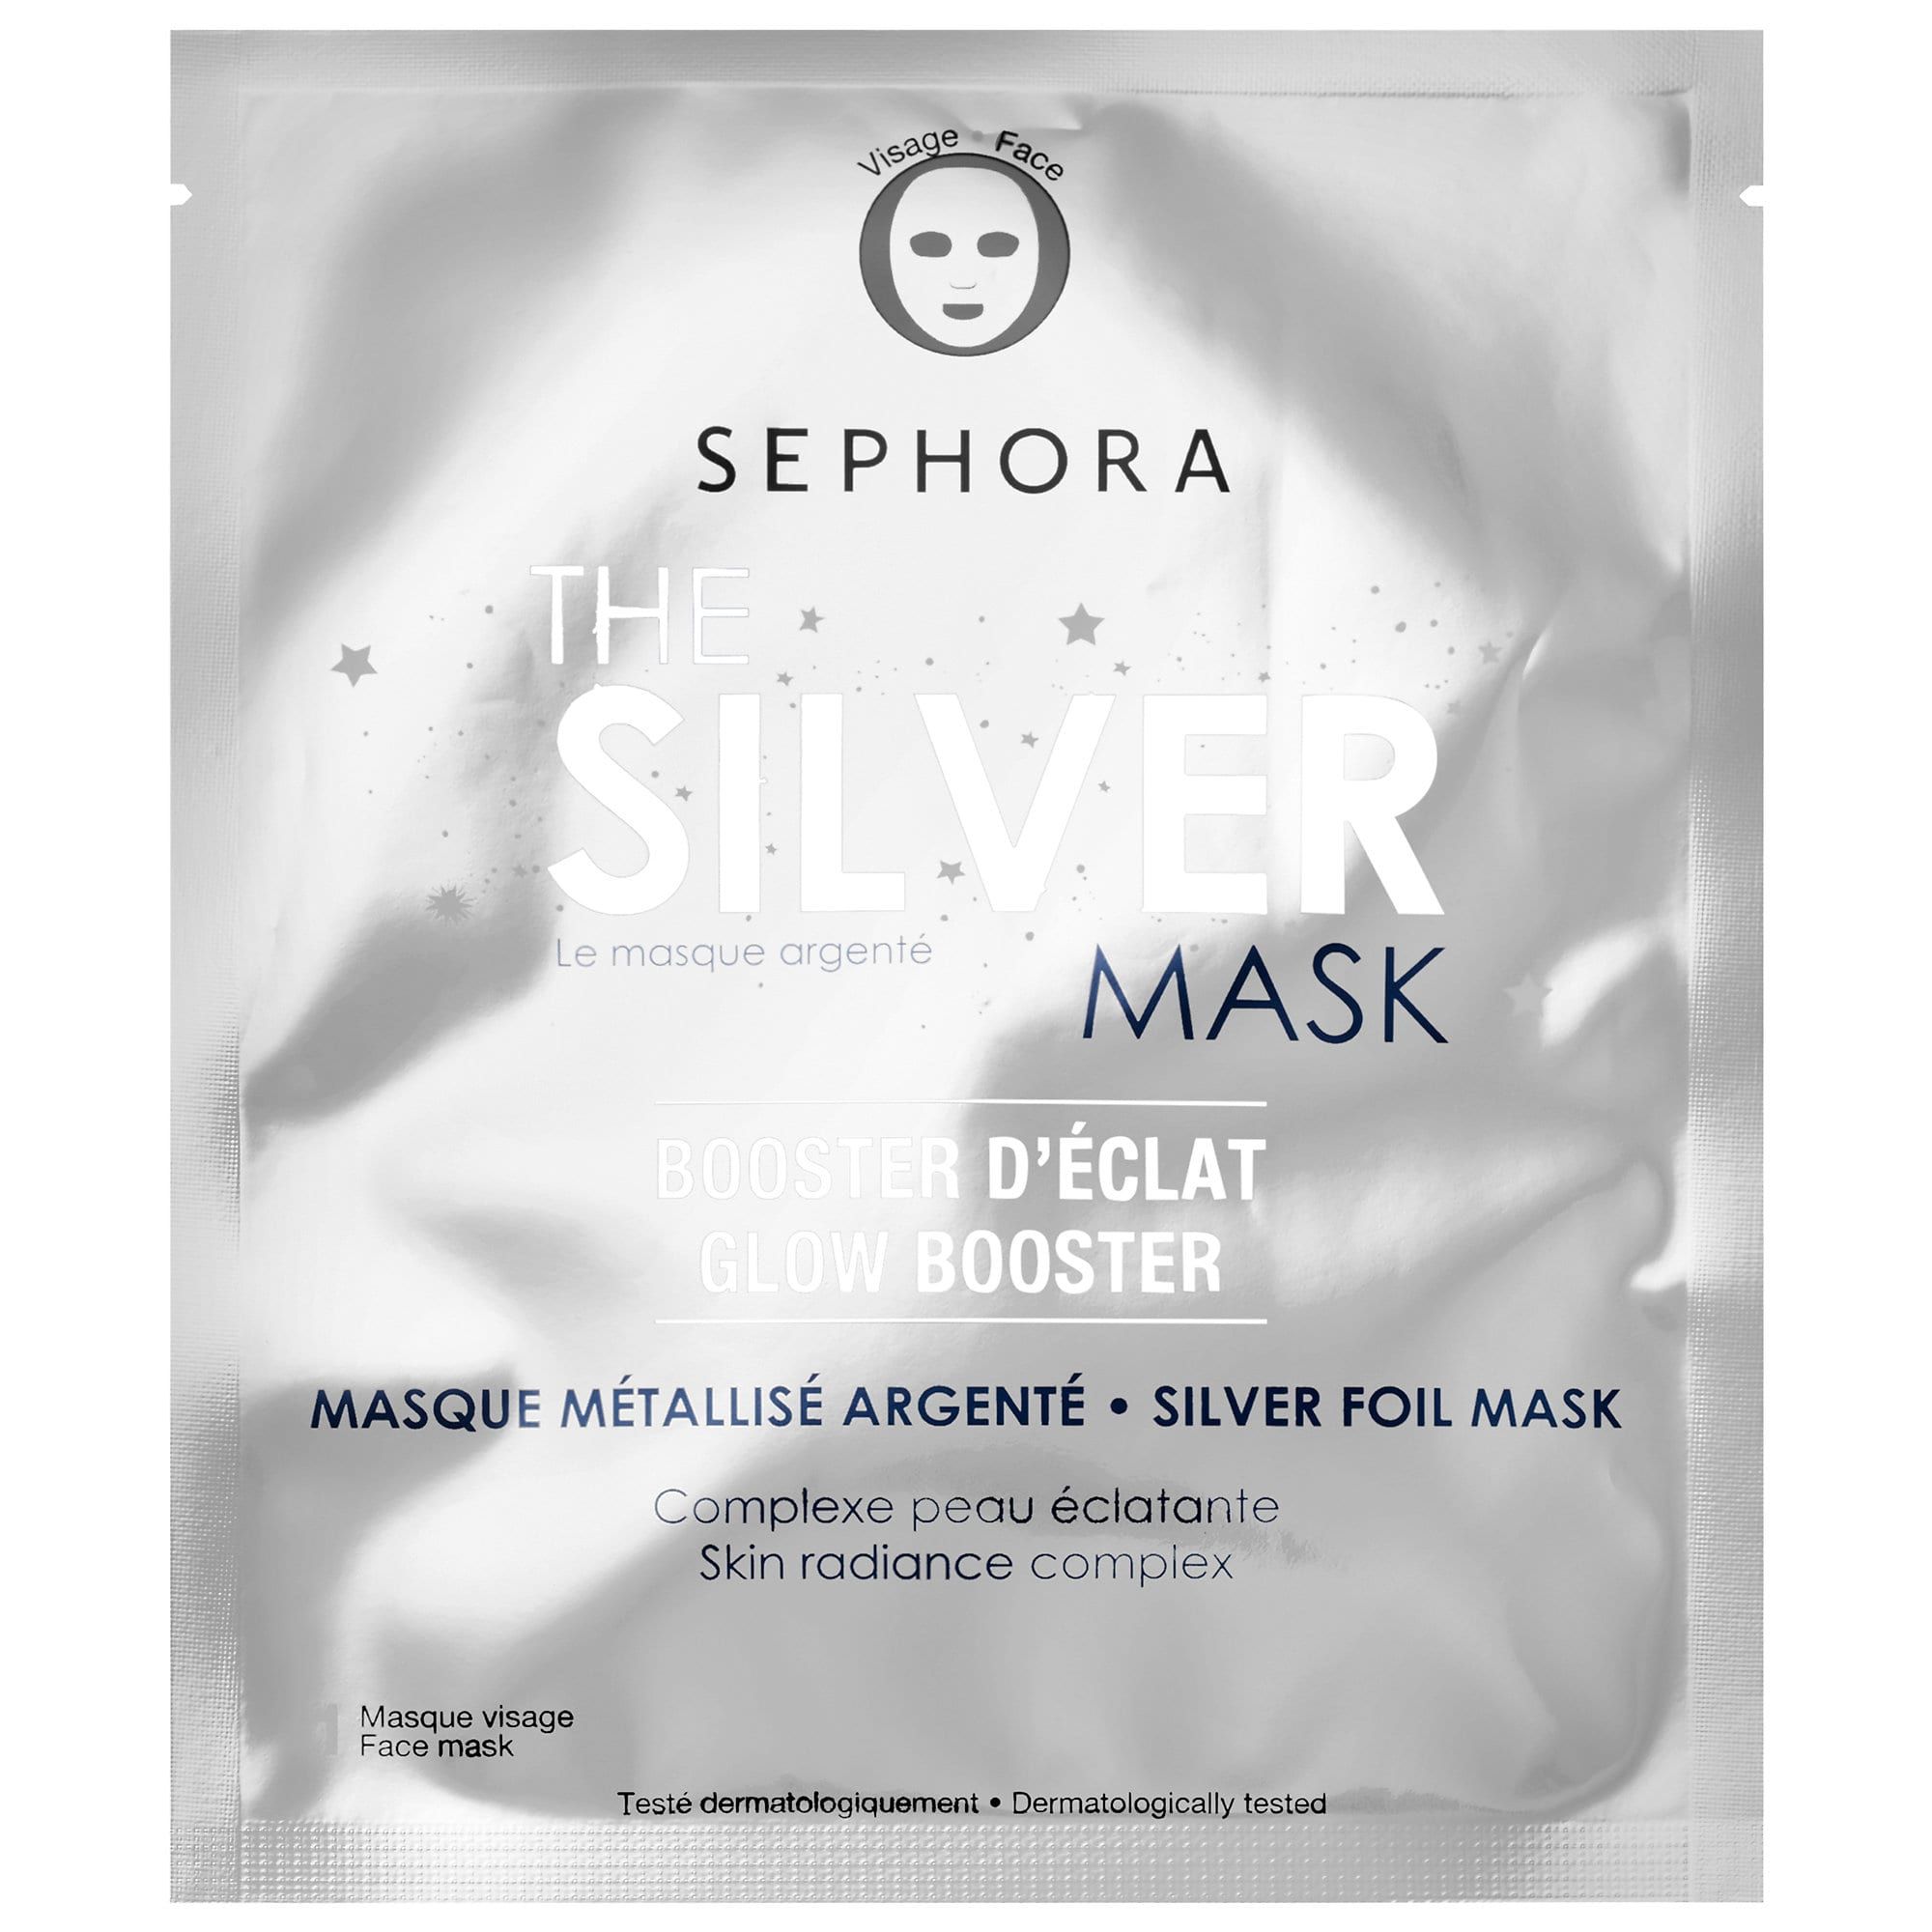 Visage • Face
SEPHORA
THE
SILVER
Le masque argenté
MASK
BOOSTER D'ÉCLAT
GLOW BOOSTER
MASQUE MÉTALLISÉ ARGENTÉ • SILVER FOIL MASK
Complexe peau éclatante
Skin radiance complex
1 Masque visage
Face mask
Testé dermatologiquement • Dermatologically tested